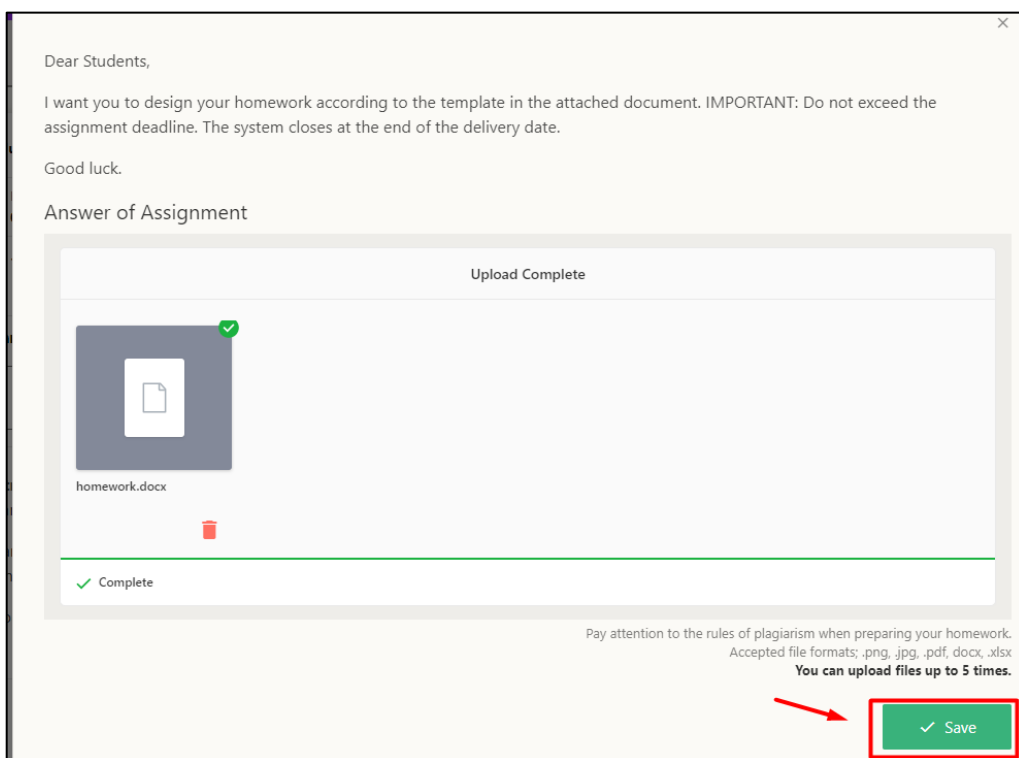 Dear Students,
I want you to design your homework according to the template in the attached document. IMPORTANT: Do not exceed the
assignment deadline. The system closes at the end of the delivery date.
Good luck.
Answer of Assignment
Upload Complete
homework.docx
Complete
Pay attention to the rules of plagiarism when preparing your homework.
Accepted file formats; .png, .jpg, .pdf, docx, .xlsx
You can upload files up to 5 times.
Save